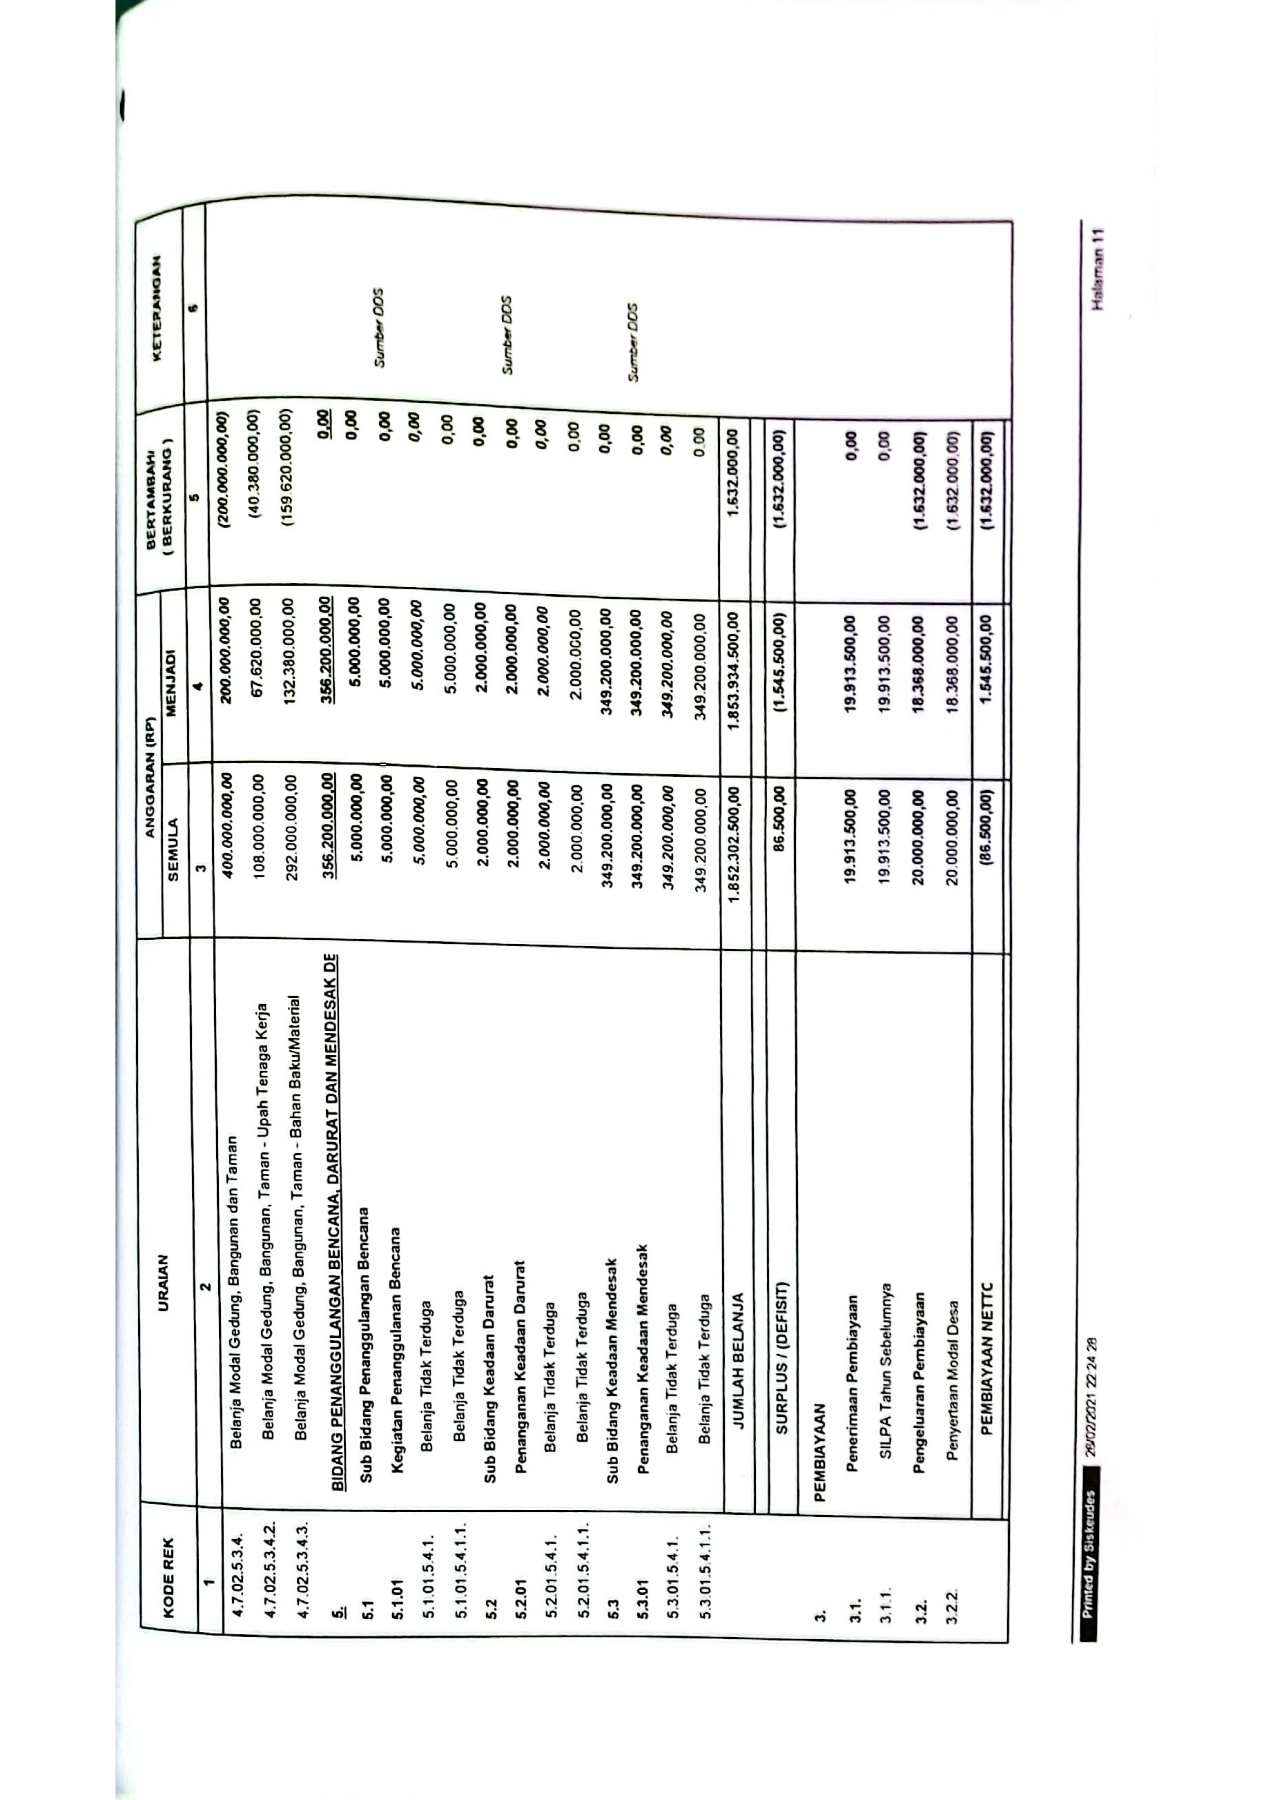 KODE REK URAIAN ANGGARAN (RP) BERTAMBAH/ ( BERKURANG ) KETERANGAN
SEMULA MENJADI
1 2 3 4 5 6
4.7.02.5.3.4. Belanja Modal Gedung, Bangunan dan Taman 400.000.000,00 200.000.000,00 (200.000.000,00)
4.7.02.5.3.4.2. Belanja Modal Gedung, Bangunan, Taman - Upah Tenaga Kerja 108.000.000,00 67.620.000,00 (40.380.000,00)
4.7.02.5.3.4.3. Belanja Modal Gedung, Bangunan, Taman - Bahan Baku/Material 292.000.000,00 132.380.000,00 (159.620.000,00)
5. BIDANG PENANGGULANGAN BENCANA, DARURAT DAN MENDESAK DE 356.200.000,00 356.200.000,00 0,00
5.1 Sub Bidang Penanggulangan Bencana 5.000.000,00 5.000.000,00 0,00
5.1.01 Kegiatan Penanggulanan Bencana 5.000.000,00 5.000.000,00 0,00 Sumber DDS
5.1.01.5.4.1. Belanja Tidak Terduga 5.000.000,00 5.000.000,00 0,00
5.1.01.5.4.1.1. Belanja Tidak Terduga 5.000.000,00 5.000.000,00 0,00
5.2 Sub Bidang Keadaan Darurat 2.000.000,00 2.000.000,00 0,00
5.2.01 Penanganan Keadaan Darurat 2.000.000,00 2.000.000,00 0,00 Sumber DDS
5.2.01.5.4.1. Belanja Tidak Terduga 2.000.000,00 2.000.000,00 0,00
5.2.01.5.4.1.1. Belanja Tidak Terduga 2.000.000,00 2.000.000,00 0,00
5.3 Sub Bidang Keadaan Mendesak 349.200.000,00 349.200.000,00 0,00
5.3.01 Penanganan Keadaan Mendesak 349.200.000,00 349.200.000,00 0,00 Sumber DDS
5.3.01.5.4.1. Belanja Tidak Terduga 349.200.000,00 349.200.000,00 0,00
5.3.01.5.4.1.1. Belanja Tidak Terduga 349.200.000,00 349.200.000,00 0,00
JUMLAH BELANJA 1.852.302.500,00 1.853.934.500,00 1.632.000,00
SURPLUS / (DEFISIT) 86.500,00 (1.545.500,00) (1.632.000,00)
3. PEMBIAYAAN
3.1. Penerimaan Pembiayaan 19.913.500,00 19.913.500,00 0,00
3.1.1. SILPA Tahun Sebelumnya 19.913.500,00 19.913.500,00 0,00
3.2. Pengeluaran Pembiayaan 20.000.000,00 18.368.000,00 (1.632.000,00)
3.2.2. Penyertaan Modal Desa 20.000.000,00 18.368.000,00 (1.632.000,00)
PEMBIAYAAN NETTO (86.500,00) 1.545.500,00 (1.632.000,00)
Printed by Siskeudes 26/02/2021 22:24:28 Halaman 11